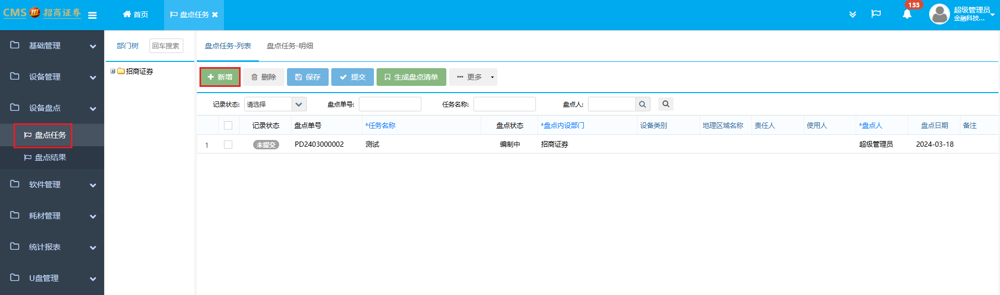 CMS 招商证券
首页
盘点任务
133
超级管理员
金融科技...
基础管理
设备管理
设备盘点
盘点任务
盘点结果
软件管理
耗材管理
统计报表
U盘管理
部门树 回车搜索
招商证券
盘点任务-列表 盘点任务-明细
新增 删除 保存 提交 生成盘点清单 更多
记录状态: 请选择 盘点单号: 任务名称: 盘点人:
记录状态 盘点单号 *任务名称 盘点状态 *盘点内设部门 设备类别 地理区域名称 责任人 使用人 *盘点人 盘点日期 备注
1 未提交 PD2403000002 测试 编制中 招商证券 超级管理员 2024-03-18